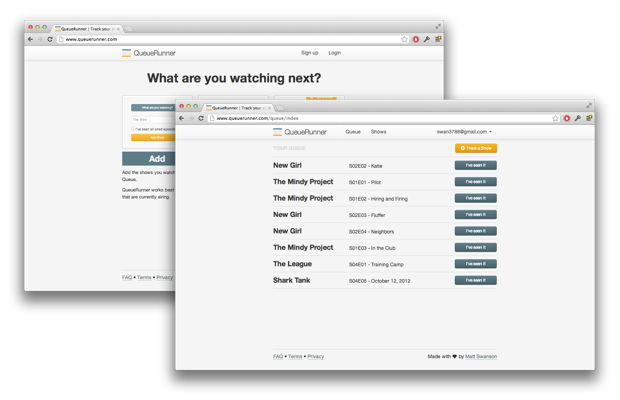 QueueRunner | Track your
www.queuerunner.com
QueueRunner Sign up Login
What are you watching next?
What are you watching?
Add
Add the shows you watch
Queue.
QueueRunner works best
that are currently airing.
FAQ • Terms • Privacy
QueueRunner | Track your
www.queuerunner.com/queue/index
QueueRunner Queue Shows swan3788@gmail.com
YOUR QUEUE Track a Show
New Girl S02E02 - Katie I've seen it
The Mindy Project S01E01 - Pilot I've seen it
The Mindy Project S01E02 - Hiring and Firing I've seen it
New Girl S02E03 - Fluffer I've seen it
New Girl S02E04 - Neighbors I've seen it
The Mindy Project S01E03 - In the Club I've seen it
The League S04E01 - Training Camp I've seen it
Shark Tank S04E05 - October 12, 2012 I've seen it
FAQ • Terms • Privacy Made with ♥ by Matt Swanson